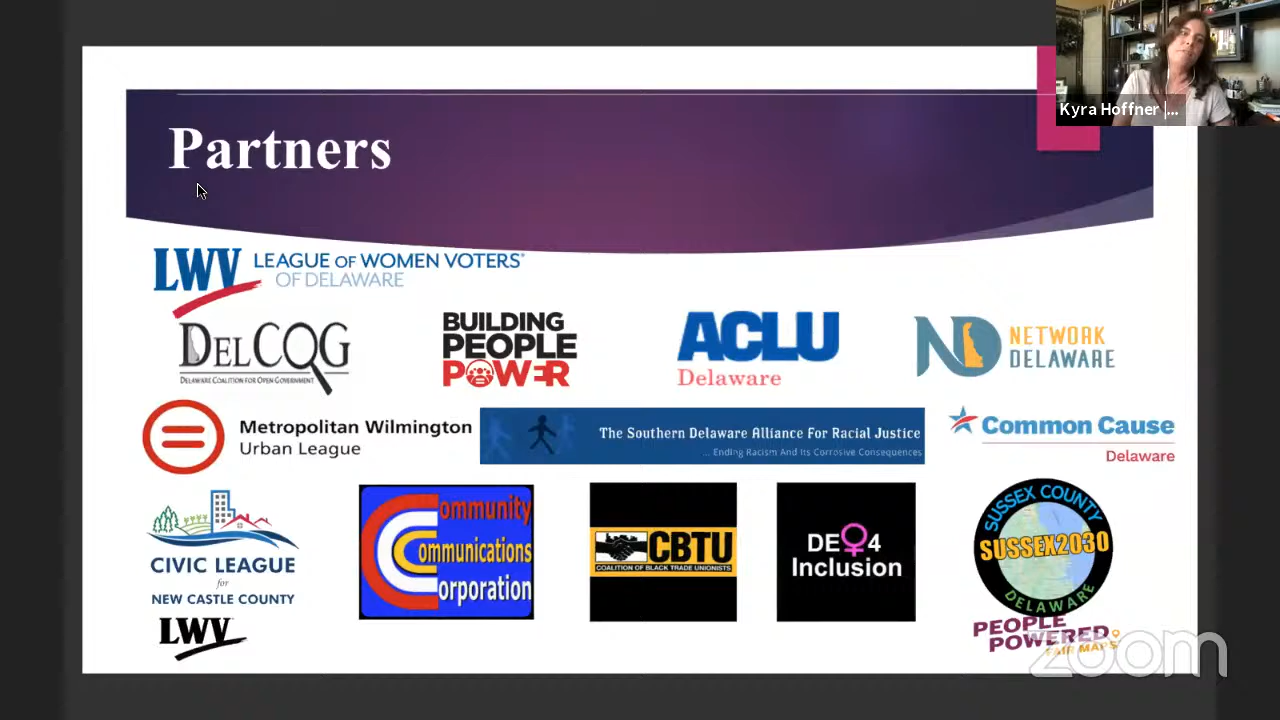 Kyra Hoffner |...
Partners
LWV LEAGUE OF WOMEN VOTERS®
OF DELAWARE
DELCOG
DELAWARE COALITION FOR OPEN GOVERNMENT
BUILDING
PEOPLE
POWER
ACLU
Delaware
ND NETWORK
DELAWARE
Metropolitan Wilmington
Urban League
The Southern Delaware Alliance For Racial Justice
... Ending Racism And Its Corrosive Consequences
Common Cause
Delaware
CIVIC LEAGUE
for
NEW CASTLE COUNTY
Community
Communications
Corporation
CBTU
COALITION OF BLACK TRADE UNIONISTS
DE 4
Inclusion
SUSSEX COUNTY
SUSSEX2030
DELAWARE
LWV
PEOPLE
POWERED
FAIR MAPS
zoom